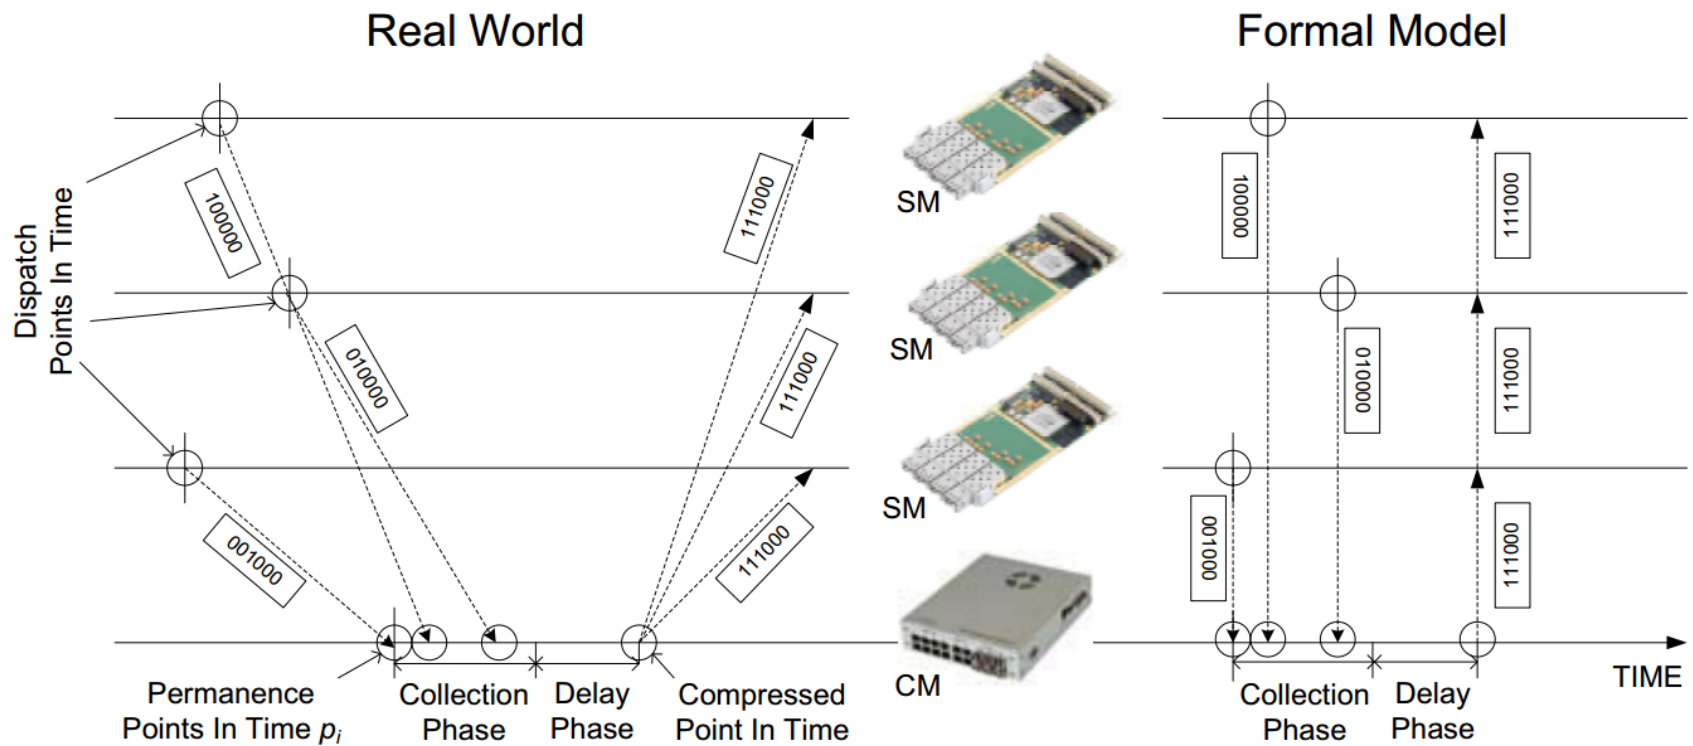 Real World
Formal Model
Dispatch
Points In Time
100000
010000
001000
111000
111000
111000
SM
SM
SM
CM
100000
010000
001000
111000
111000
111000
Permanence
Points In Time pi
Collection
Phase
Delay
Phase
Compressed
Point In Time
Collection
Phase
Delay
Phase
TIME